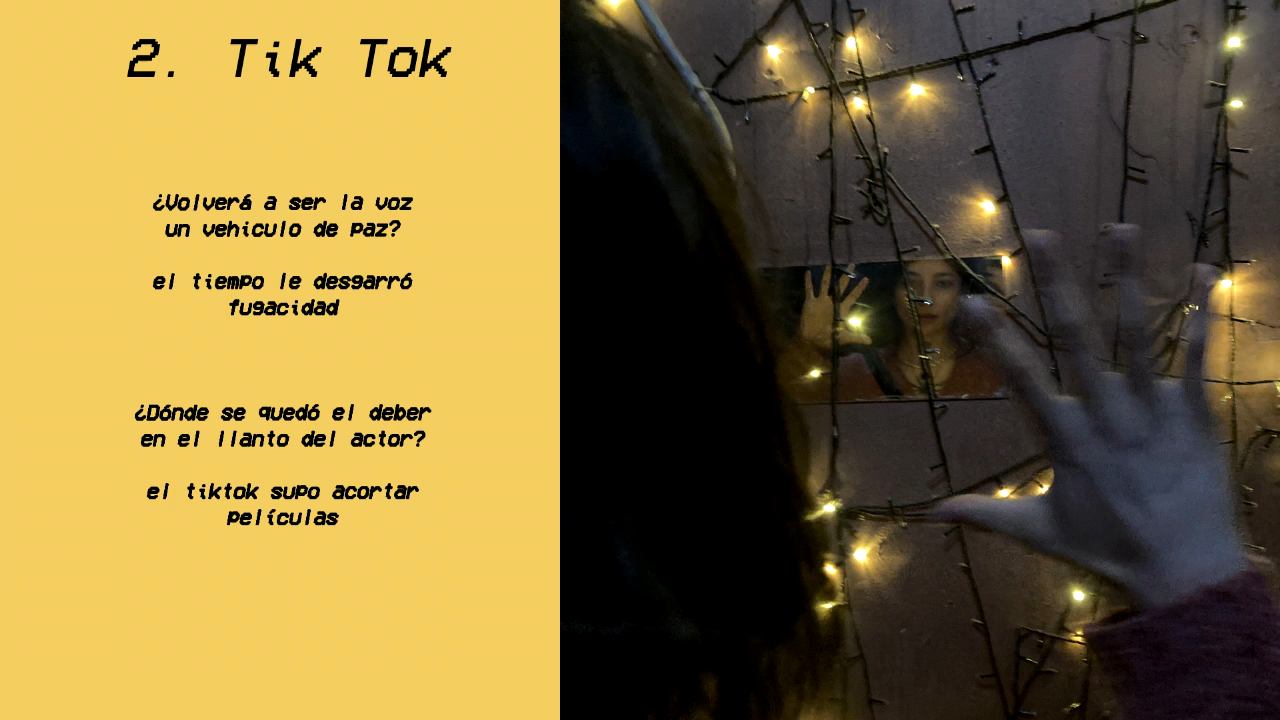 2. Tik Tok
¿Volverá a ser la voz
un vehiculo de paz?
el tiempo le desgarró
fugacidad
¿Dónde se quedó el deber
en el llanto del actor?
el tiktok supo acortar
películas